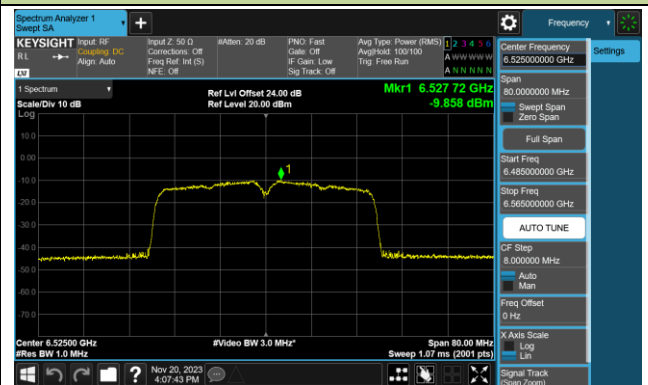 Spectrum Analyzer 1
Swept SA
+
Frequency
KEYSIGHT
RL
LXI
Input: RF
Coupling: DC
Align: Auto
Input Z: 50 Ω
Corrections: Off
Freq Ref: Int (S)
NFE: Off
#Atten: 20 dB
PNO: Fast
Gate: Off
IF Gain: Low
Sig Track: Off
Avg Type: Power (RMS)
Avg|Hold: 100/100
Trig: Free Run
1 2 3 4 5 6
A W W W W W
A N N N N N
1 Spectrum
Scale/Div 10 dB
Log
Ref Lvl Offset 24.00 dB
Ref Level 20.00 dBm
Mkr1 6.527 72 GHz
-9.858 dBm
10.0
0.00
-10.0
-20.0
-30.0
-40.0
-50.0
-60.0
-70.0
1
Center 6.52500 GHz
#Res BW 1.0 MHz
#Video BW 3.0 MHz*
Span 80.00 MHz
Sweep 1.07 ms (2001 pts)
Nov 20, 2023
4:07:43 PM
?
Center Frequency
6.525000000 GHz
Settings
Span
80.0000000 MHz
Swept Span
Zero Span
Full Span
Start Freq
6.485000000 GHz
Stop Freq
6.565000000 GHz
AUTO TUNE
CF Step
8.000000 MHz
Auto
Man
Freq Offset
0 Hz
X Axis Scale
Log
Lin
Signal Track
(Span Zoom)